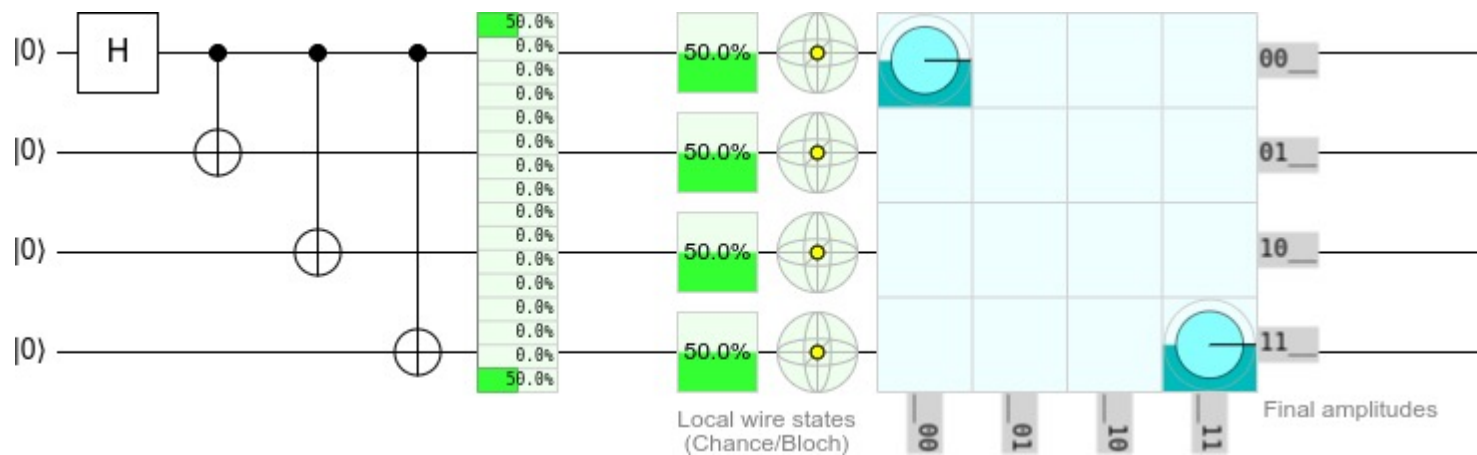 |0⟩ H 50.0% 50.0% 00__
0.0%
0.0%
0.0%
|0⟩ 0.0% 50.0% 01__
0.0%
0.0%
0.0%
|0⟩ 0.0% 50.0% 10__
0.0%
0.0%
0.0%
0.0%
|0⟩ 0.0% 50.0% 11__
0.0%
50.0%
__00 __01 __10 __11
Local wire states
(Chance/Bloch)
Final amplitudes